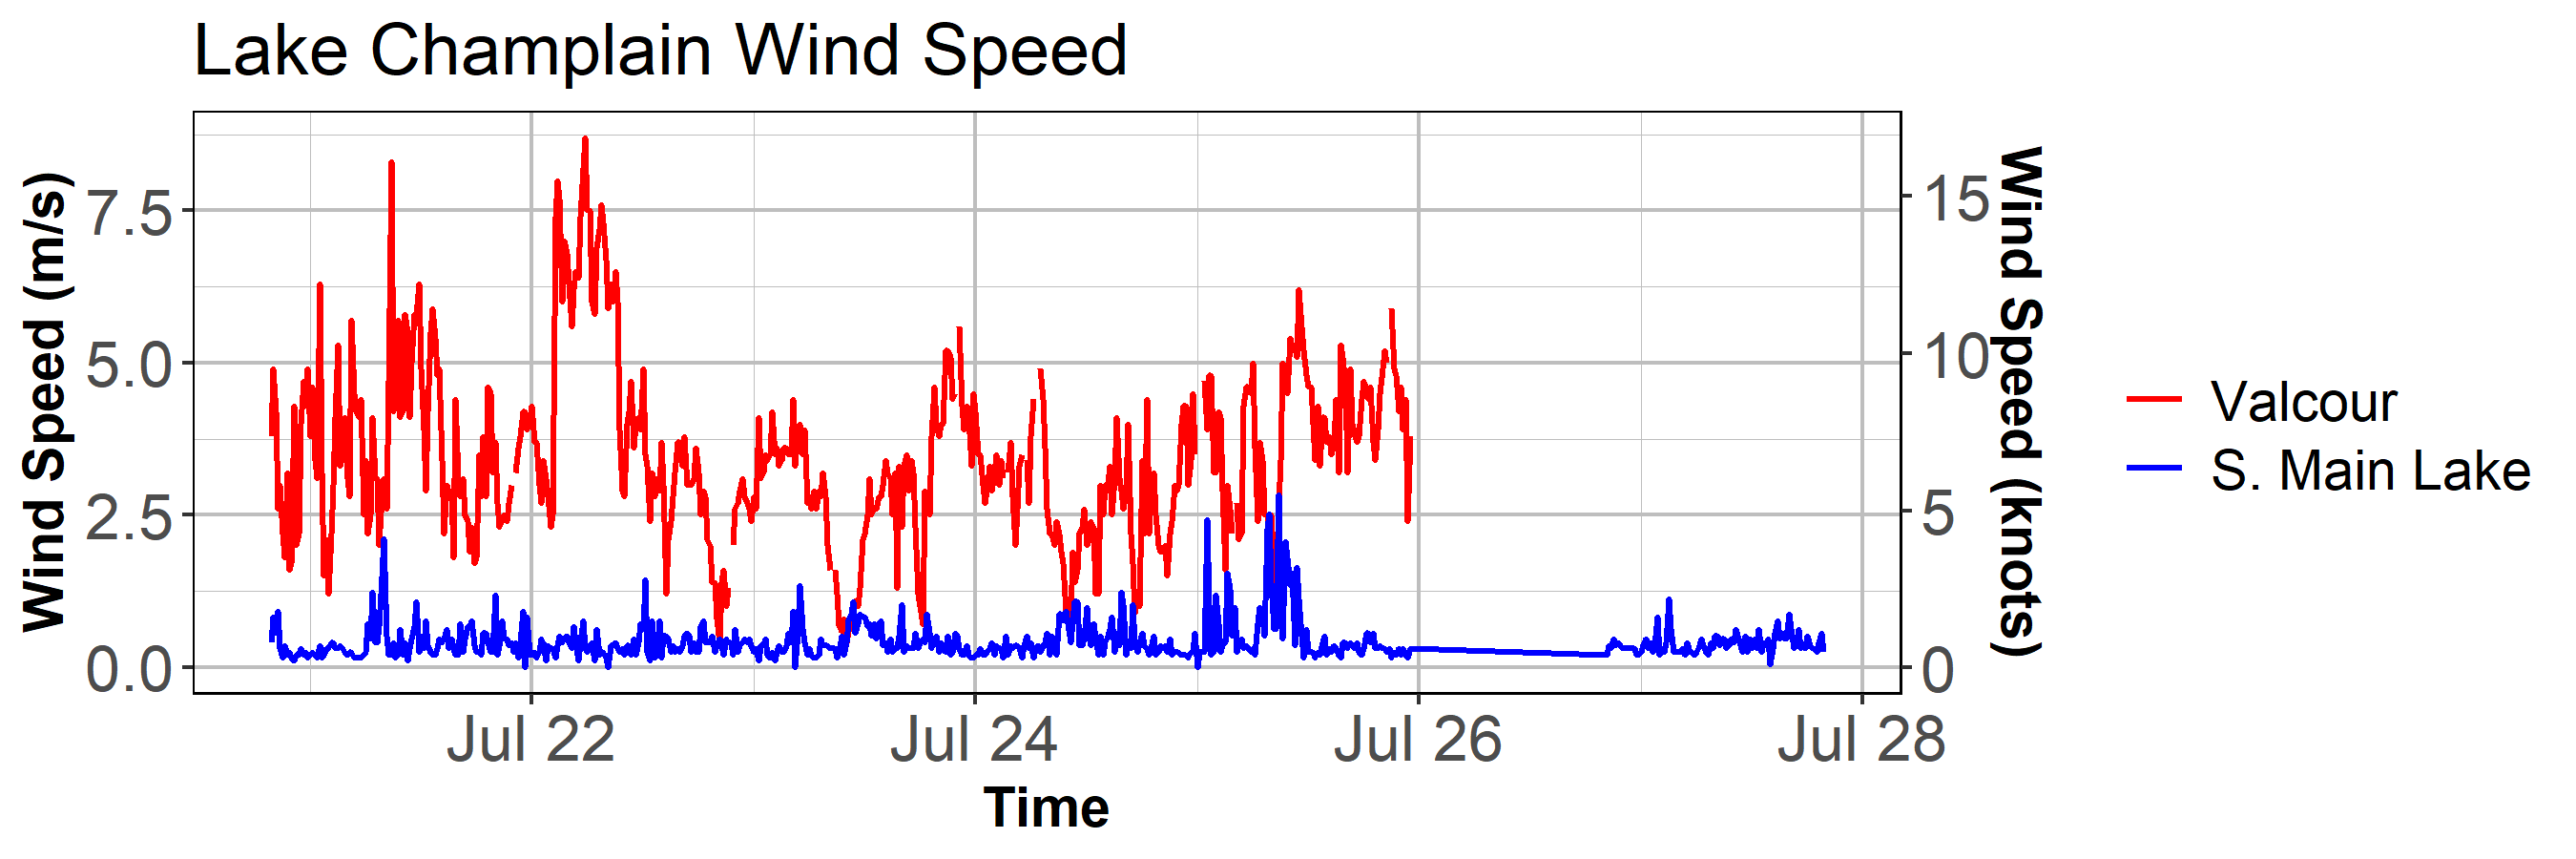 Lake Champlain Wind Speed
Wind Speed (m/s)
7.5
5.0
2.5
0.0
15
10
5
0
Wind Speed (knots)
Jul 22
Jul 24
Jul 26
Jul 28
Time
Valcour
S. Main Lake